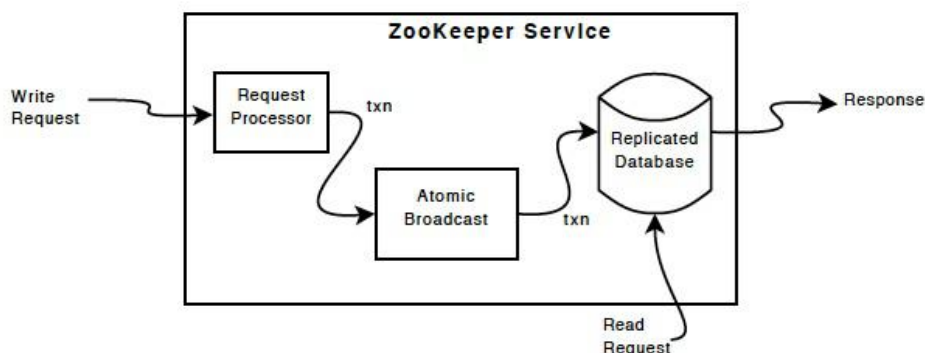 ZooKeeper Service
Write
Request
Request
Processor
txn
Atomic
Broadcast
txn
Replicated
Database
Response
Read
Request